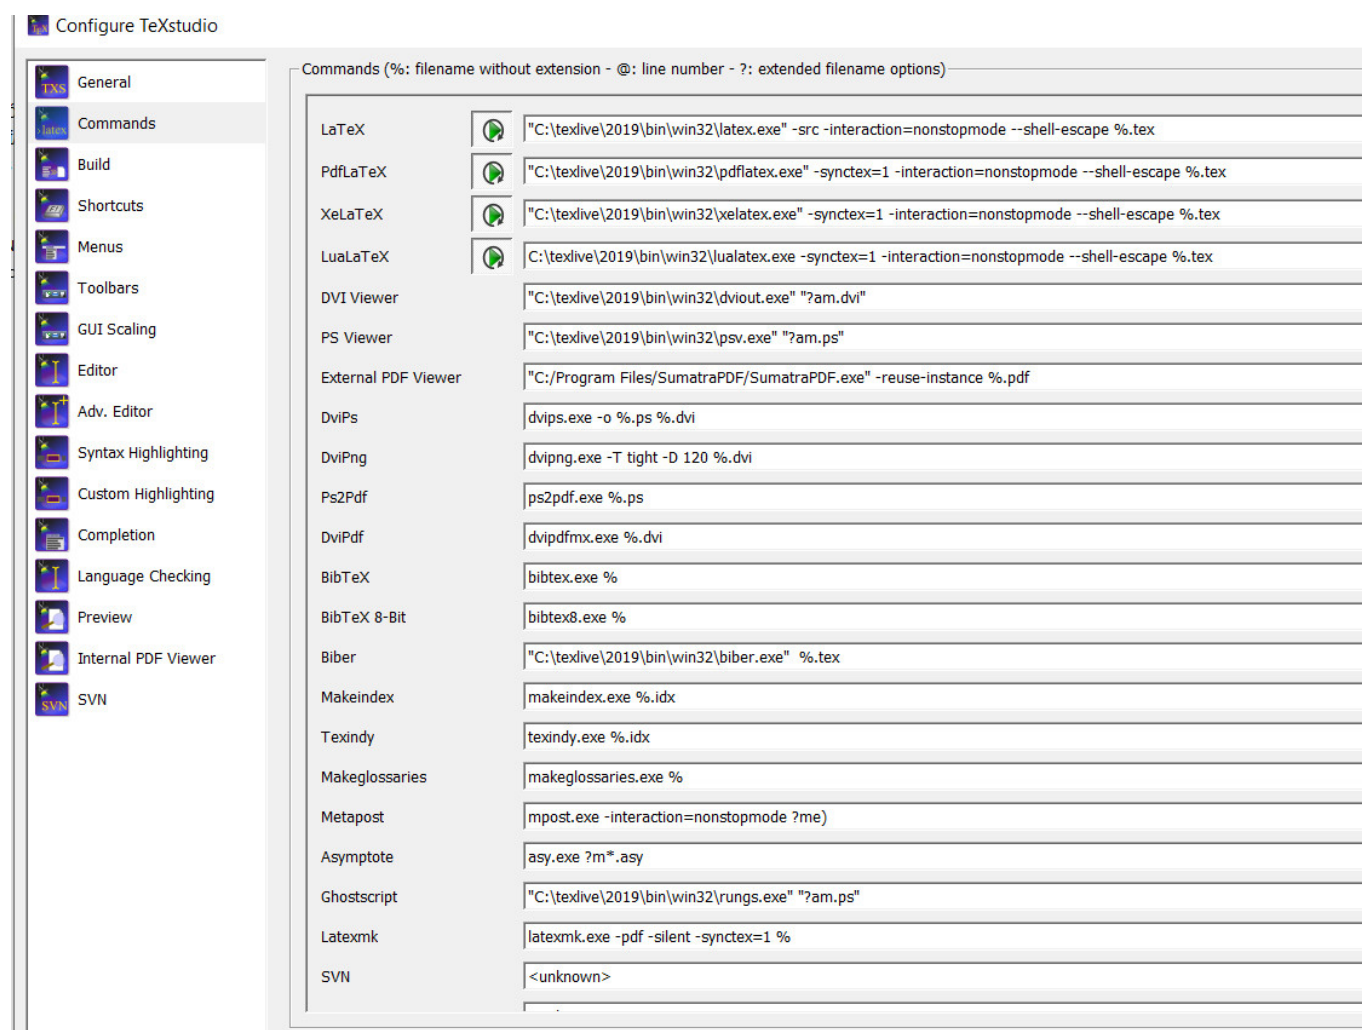 Configure TeXstudio
General
Commands
Build
Shortcuts
Menus
Toolbars
GUI Scaling
Editor
Adv. Editor
Syntax Highlighting
Custom Highlighting
Completion
Language Checking
Preview
Internal PDF Viewer
SVN
Commands (%: filename without extension - @: line number - ?: extended filename options)
LaTeX "C:\texlive\2019\bin\win32\latex.exe" -src -interaction=nonstopmode --shell-escape %.tex
PdfLaTeX "C:\texlive\2019\bin\win32\pdflatex.exe" -synctex=1 -interaction=nonstopmode --shell-escape %.tex
XeLaTeX "C:\texlive\2019\bin\win32\xelatex.exe" -synctex=1 -interaction=nonstopmode --shell-escape %.tex
LuaLaTeX C:\texlive\2019\bin\win32\lualatex.exe -synctex=1 -interaction=nonstopmode --shell-escape %.tex
DVI Viewer "C:\texlive\2019\bin\win32\dviout.exe" "?am.dvi"
PS Viewer "C:\texlive\2019\bin\win32\psv.exe" "?am.ps"
External PDF Viewer "C:/Program Files/SumatraPDF/SumatraPDF.exe" -reuse-instance %.pdf
DviPs dvips.exe -o %.ps %.dvi
DviPng dvipng.exe -T tight -D 120 %.dvi
Ps2Pdf ps2pdf.exe %.ps
DviPdf dvipdfmx.exe %.dvi
BibTeX bibtex.exe %
BibTeX 8-Bit bibtex8.exe %
Biber "C:\texlive\2019\bin\win32\biber.exe"  %.tex
Makeindex makeindex.exe %.idx
Texindy texindy.exe %.idx
Makeglossaries makeglossaries.exe %
Metapost mpost.exe -interaction=nonstopmode ?me)
Asymptote asy.exe ?m*.asy
Ghostscript "C:\texlive\2019\bin\win32\rungs.exe" "?am.ps"
Latexmk latexmk.exe -pdf -silent -synctex=1 %
SVN <unknown>